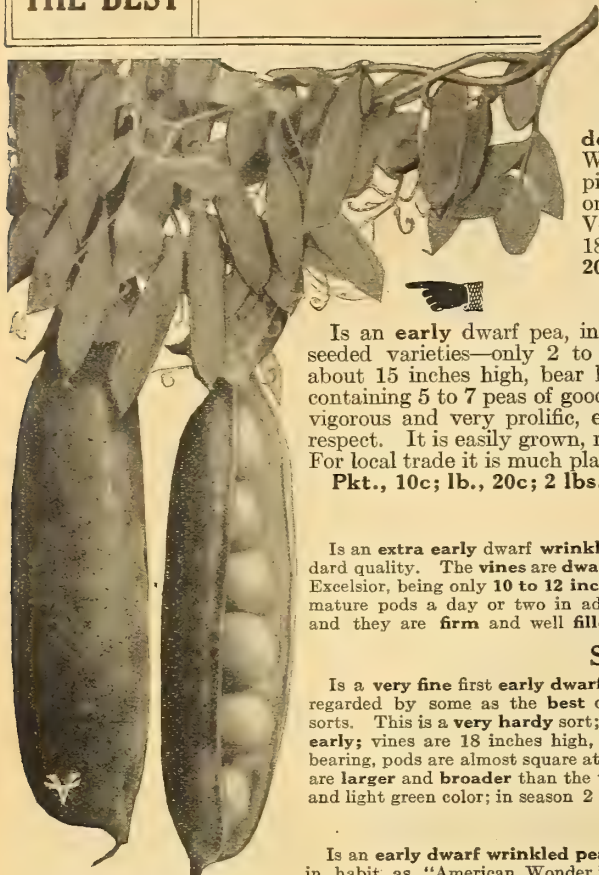 THE BEST
de
W
pi
or
V
18
20
Is an early dwarf pea, in
seeded varieties—only 2 to
about 15 inches high, bear l
containing 5 to 7 peas of good
vigorous and very prolific, e
respect. It is easily grown, n
For local trade it is much pla
Pkt., 10c; lb., 20c; 2 lbs.
Is an extra early dwarf wrinkl
dard quality. The vines are dwa
Excelsior, being only 10 to 12 inc
mature pods a day or two in ad
and they are firm and well fill
S
Is a very fine first early dwarf
regarded by some as the best o
sorts. This is a very hardy sort;
early; vines are 18 inches high,
bearing, pods are almost square at
are larger and broader than the
and light green color; in season 2
Is an early dwarf wrinkled pea
in habit as "American Wonder